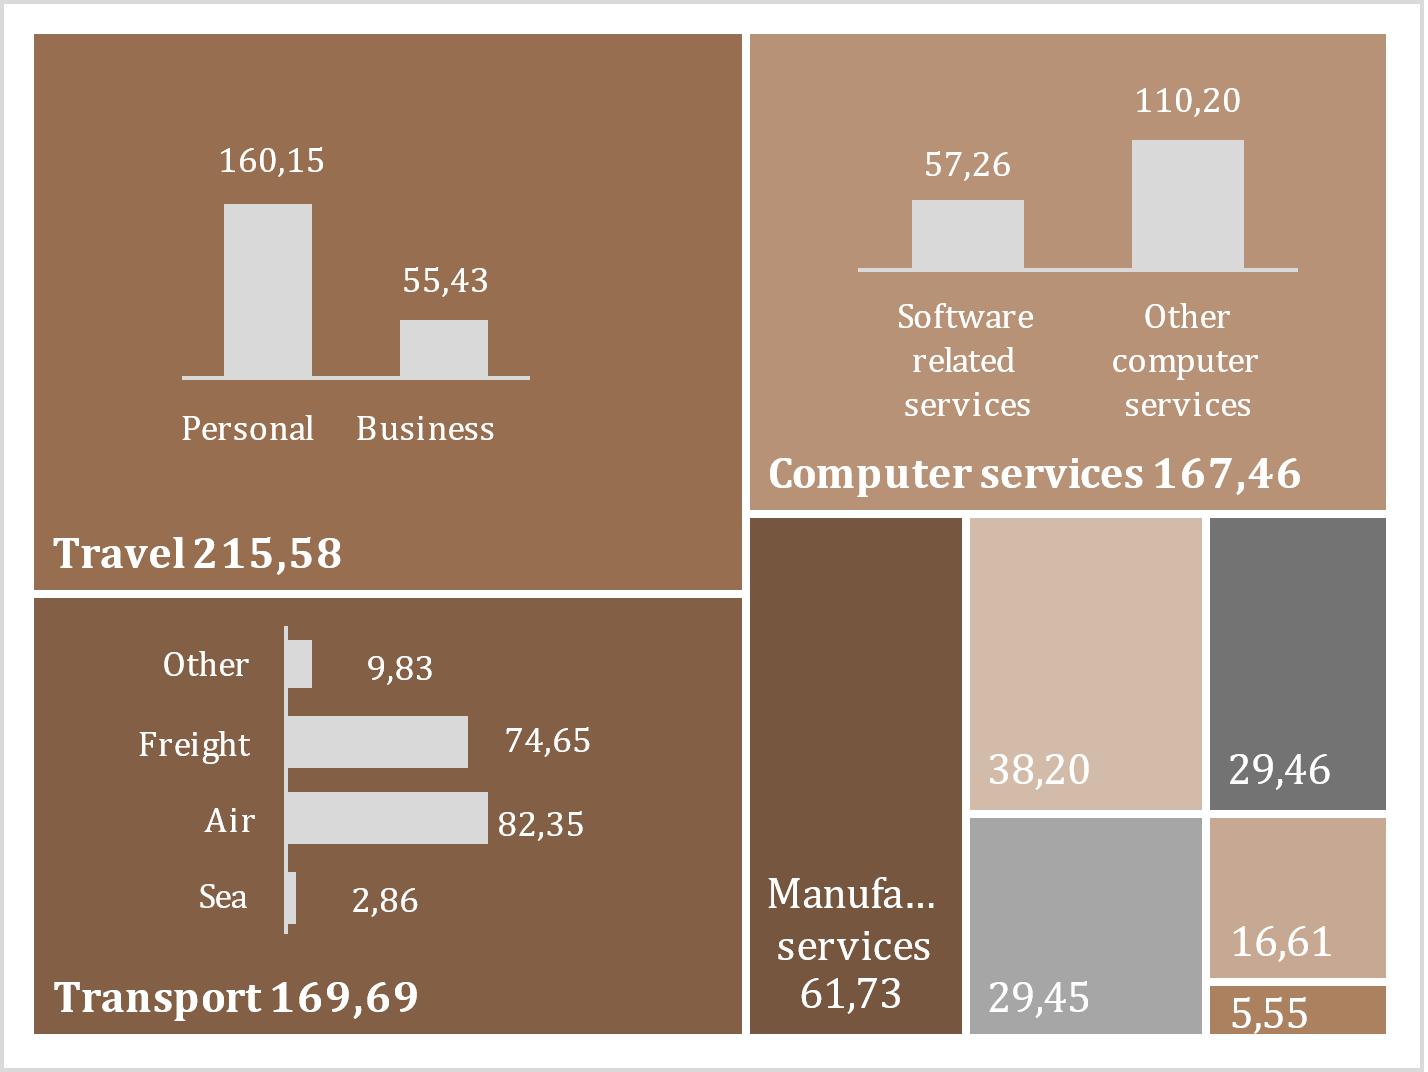 160,15
55,43
Personal Business
Travel 215,58
110,20
57,26
Software
related
services
Other
computer
services
Computer services 167,46
Other 9,83
Freight 74,65
Air 82,35
Sea 2,86
Transport 169,69
Manufa...
services
61,73
38,20
29,46
29,45
16,61
5,55